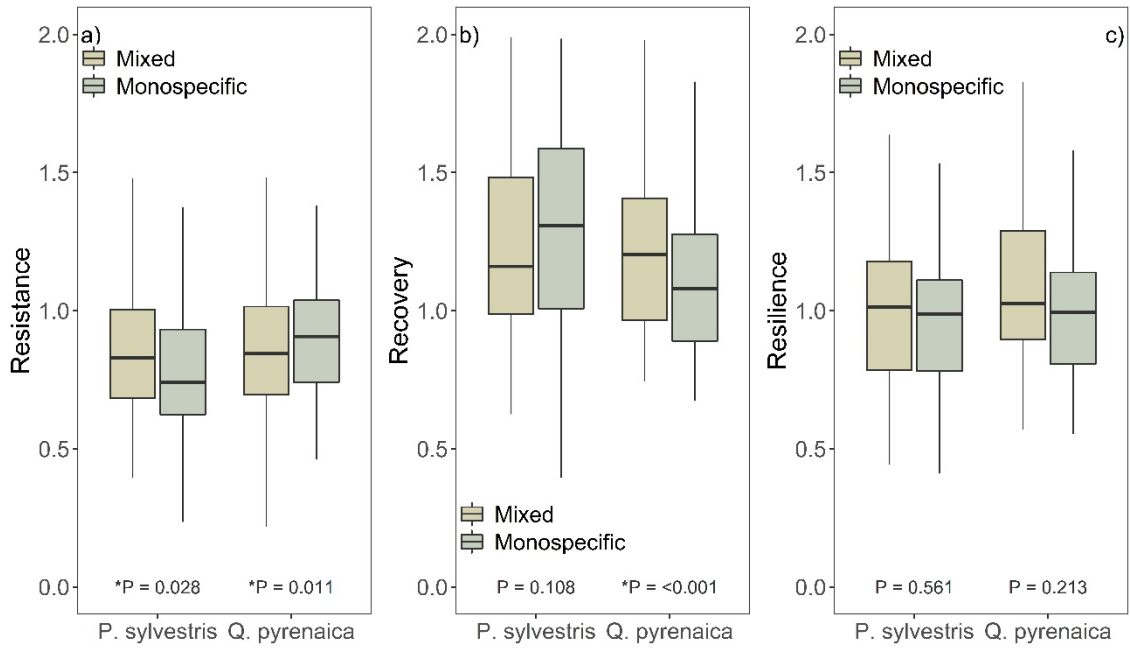 a)
Mixed
Monospecific
Resistance
2.0
1.5
1.0
0.5
0.0
*P = 0.028
*P = 0.011
P. sylvestris
Q. pyrenaica
b)
Recovery
2.0
1.5
1.0
0.5
0.0
Mixed
Monospecific
P = 0.108
*P = <0.001
P. sylvestris
Q. pyrenaica
c)
Mixed
Monospecific
Resilience
2.0
1.5
1.0
0.5
0.0
P = 0.561
P = 0.213
P. sylvestris
Q. pyrenaica